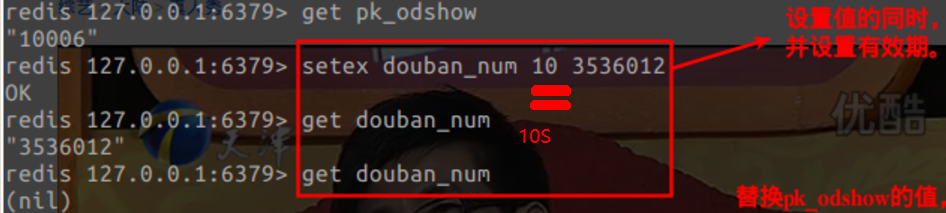 redis 127.0.0.1:6379> get pk_odshow
"10006"
redis 127.0.0.1:6379> setex douban_num 10 3536012
OK
redis 127.0.0.1:6379> get douban_num
"3536012"
redis 127.0.0.1:6379> get douban_num
(nil)
设置值的同时,
并设置有效期。
10S
优酷
天津
替换pk_odshow的值,